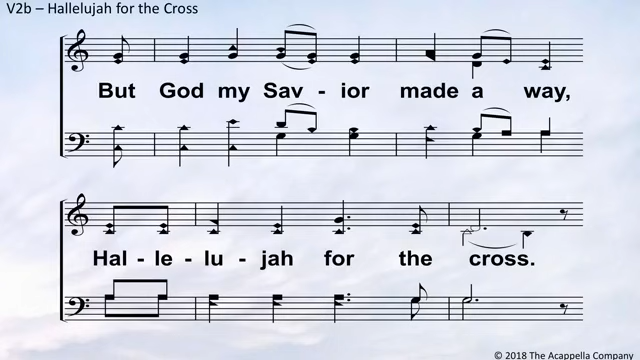 V2b – Hallelujah for the Cross
But God my Sav - ior made a way,
Hal - le - lu - jah for the cross.
© 2018 The Acappella Company